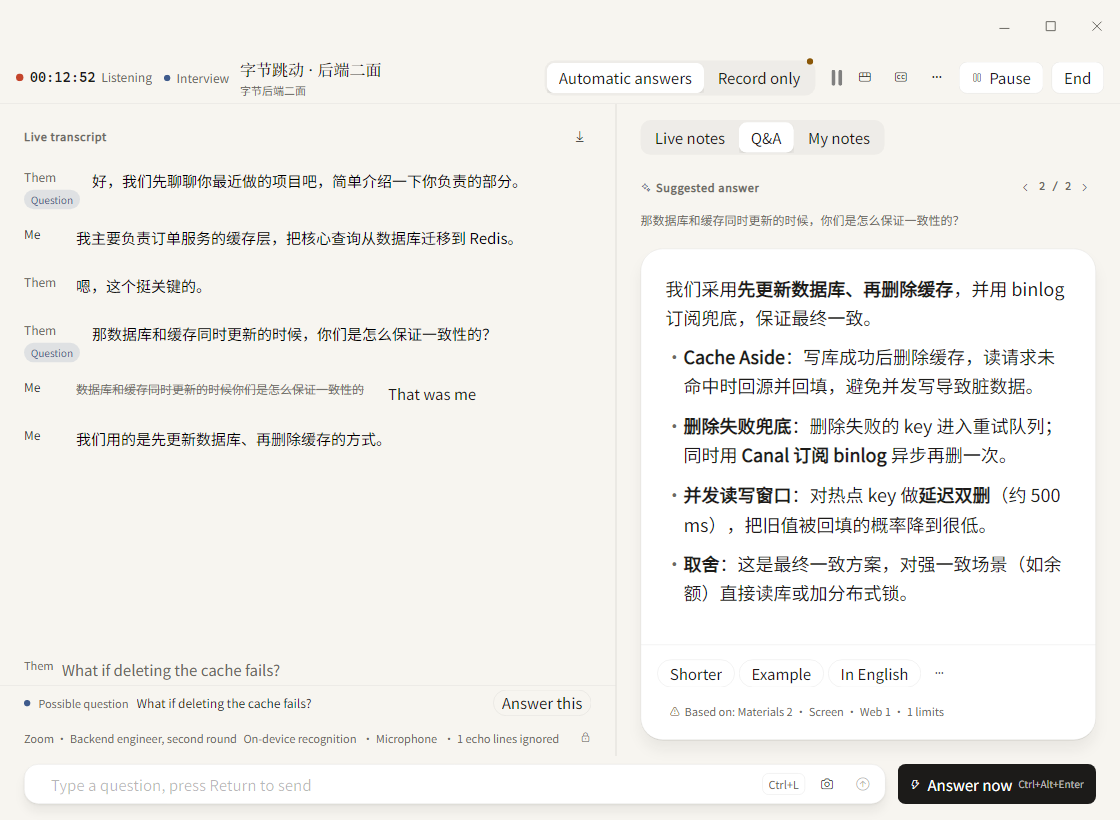 00:12:52 Listening Interview 字节跳动 · 后端二面
字节后端二面
Automatic answers Record only Pause End
Live transcript
Them 好，我们先聊聊你最近做的项目吧，简单介绍一下你负责的部分。
Question
Me 我主要负责订单服务的缓存层，把核心查询从数据库迁移到 Redis。
Them 嗯，这个挺关键的。
Them 那数据库和缓存同时更新的时候，你们是怎么保证一致性的？
Question
Me 数据库和缓存同时更新的时候你们是怎么保证一致性的 That was me
Me 我们用的是先更新数据库、再删除缓存的方式。
Them What if deleting the cache fails?
Possible question What if deleting the cache fails? Answer this
Zoom • Backend engineer, second round On-device recognition • Microphone • 1 echo lines ignored
Live notes Q&A My notes
Suggested answer 2 / 2
那数据库和缓存同时更新的时候，你们是怎么保证一致性的？
我们采用先更新数据库、再删除缓存，并用 binlog
订阅兜底，保证最终一致。
• Cache Aside：写库成功后删除缓存，读请求未
命中时回源并回填，避免并发写导致脏数据。
• 删除失败兜底：删除失败的 key 进入重试队列；
同时用 Canal 订阅 binlog 异步再删一次。
• 并发读写窗口：对热点 key 做延迟双删（约 500
ms），把旧值被回填的概率降到很低。
• 取舍：这是最终一致方案，对强一致场景（如余
额）直接读库或加分布式锁。
Shorter Example In English ···
Based on: Materials 2 • Screen • Web 1 • 1 limits
Type a question, press Return to send Ctrl+L
Answer now Ctrl+Alt+Enter